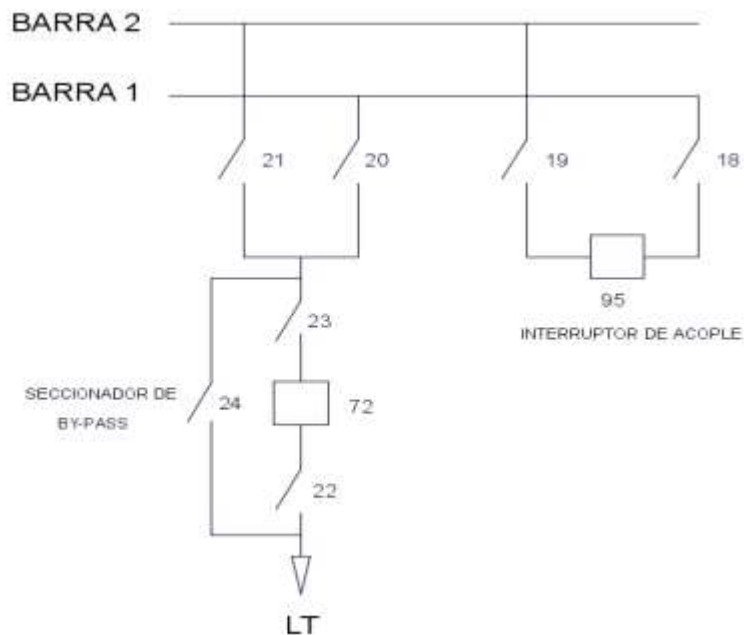 BARRA 2
BARRA 1
21
20
19
18
23
95
INTERRUPTOR DE ACOPLE
SECCIONADOR DE
BY-PASS
24
72
22
LT